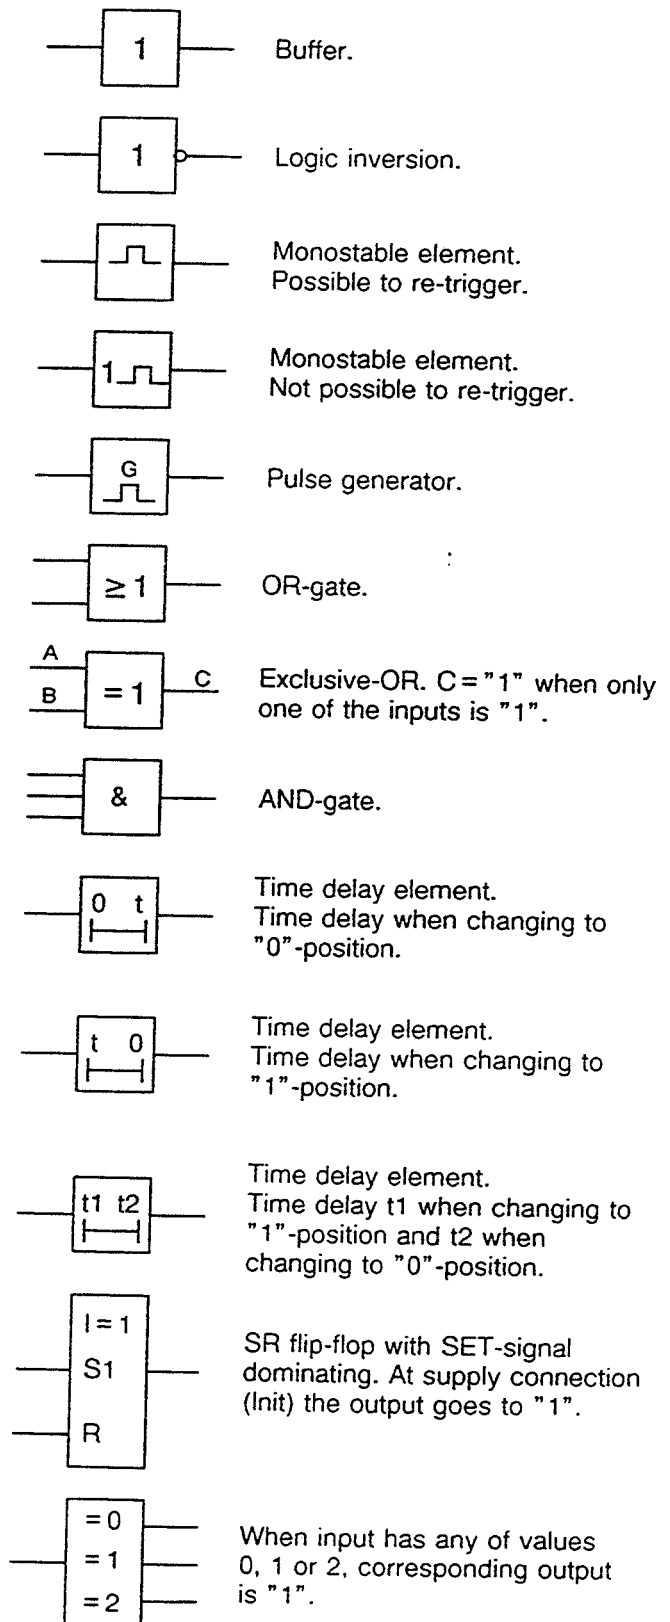 1 Buffer.
1 Logic inversion.
Monostable element.
Possible to re-trigger.
1 Monostable element.
Not possible to re-trigger.
G Pulse generator.
≥ 1 OR-gate.
A
B
= 1
C
Exclusive-OR. C = "1" when only
one of the inputs is "1".
& AND-gate.
0 t
Time delay element.
Time delay when changing to
"0"-position.
t 0
Time delay element.
Time delay when changing to
"1"-position.
t1 t2
Time delay element.
Time delay t1 when changing to
"1"-position and t2 when
changing to "0"-position.
I = 1
S1
R
SR flip-flop with SET-signal
dominating. At supply connection
(Init) the output goes to "1".
= 0
= 1
= 2
When input has any of values
0, 1 or 2, corresponding output
is "1".